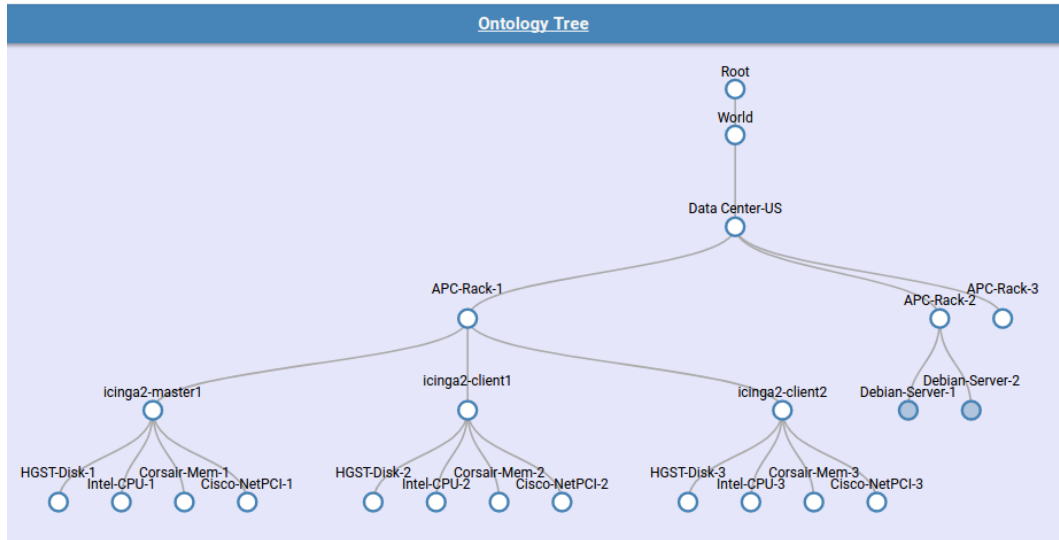 Ontology Tree
Root
World
Data Center-US
APC-Rack-1
APC-Rack-2
APC-Rack-3
icinga2-master1
icinga2-client1
icinga2-client2
Debian-Server-1
Debian-Server-2
HGST-Disk-1
Intel-CPU-1
Corsair-Mem-1
Cisco-NetPCI-1
HGST-Disk-2
Intel-CPU-2
Corsair-Mem-2
Cisco-NetPCI-2
HGST-Disk-3
Intel-CPU-3
Corsair-Mem-3
Cisco-NetPCI-3